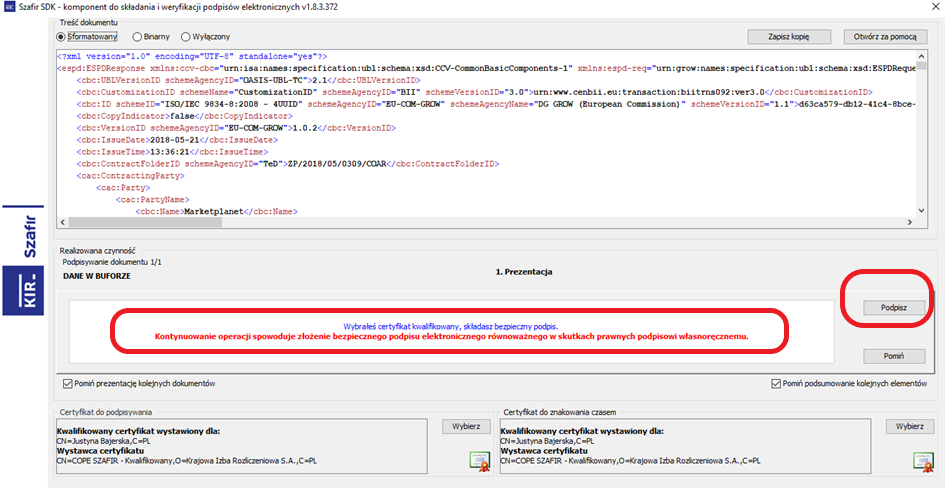 Szafir SDK - komponent do składania i weryfikacji podpisów elektronicznych v1.8.3.372
Treść dokumentu
Sformatowany Binarny Wyłączony Zapisz kopię Otwórz za pomocą
<?xml version="1.0" encoding="UTF-8" standalone="yes"?>
<espd:ESPDResponse xmlns:ccv-cbc="urn:isa:names:specification:ubl:schema:xsd:CCV-CommonBasicComponents-1" xmlns:espd-req="urn:grow:names:specification:ubl:schema:xsd:ESPDReque
<cbc:UBLVersionID schemeAgencyID="OASIS-UBL-TC">2.1</cbc:UBLVersionID>
<cbc:CustomizationID schemeName="CustomizationID" schemeAgencyID="BII" schemeVersionID="3.0">urn:www.cenbii.eu:transaction:biitrns092:ver3.0</cbc:CustomizationID>
<cbc:ID schemeID="ISO/IEC 9834-8:2008 - 4UUID" schemeAgencyID="EU-COM-GROW" schemeAgencyName="DG GROW (European Commission)" schemeVersionID="1.1">d63ca579-db12-41c4-8bce-
<cbc:CopyIndicator>false</cbc:CopyIndicator>
<cbc:VersionID schemeAgencyID="EU-COM-GROW">1.0.2</cbc:VersionID>
<cbc:IssueDate>2018-05-21</cbc:IssueDate>
<cbc:IssueTime>13:36:21</cbc:IssueTime>
<cbc:ContractFolderID schemeAgencyID="TeD">ZP/2018/05/0309/COAR</cbc:ContractFolderID>
<cac:ContractingParty>
<cac:Party>
<cac:PartyName>
<cbc:Name>Marketplanet</cbc:Name>
KIR. Szafir
Realizowana czynność
Podpisywanie dokumentu 1/1
DANE W BUFORZE
1. Prezentacja
Wybrałeś certyfikat kwalifikowany, składasz bezpieczny podpis.
Kontynuowanie operacji spowoduje złożenie bezpiecznego podpisu elektronicznego równoważnego w skutkach prawnych podpisowi własnoręcznemu.
Podpisz
Pomiń
Pomiń prezentację kolejnych dokumentów
Pomiń podsumowanie kolejnych elementów
Certyfikat do podpisywania
Kwalifikowany certyfikat wystawiony dla:
CN=Justyna Bajerska,C=PL
Wystawca certyfikatu
CN=COPE SZAFIR - Kwalifikowany,O=Krajowa Izba Rozliczeniowa S.A.,C=PL
Wybierz
Certyfikat do znakowania czasem
Kwalifikowany certyfikat wystawiony dla:
CN=Justyna Bajerska,C=PL
Wystawca certyfikatu
CN=COPE SZAFIR - Kwalifikowany,O=Krajowa Izba Rozliczeniowa S.A.,C=PL
Wybierz